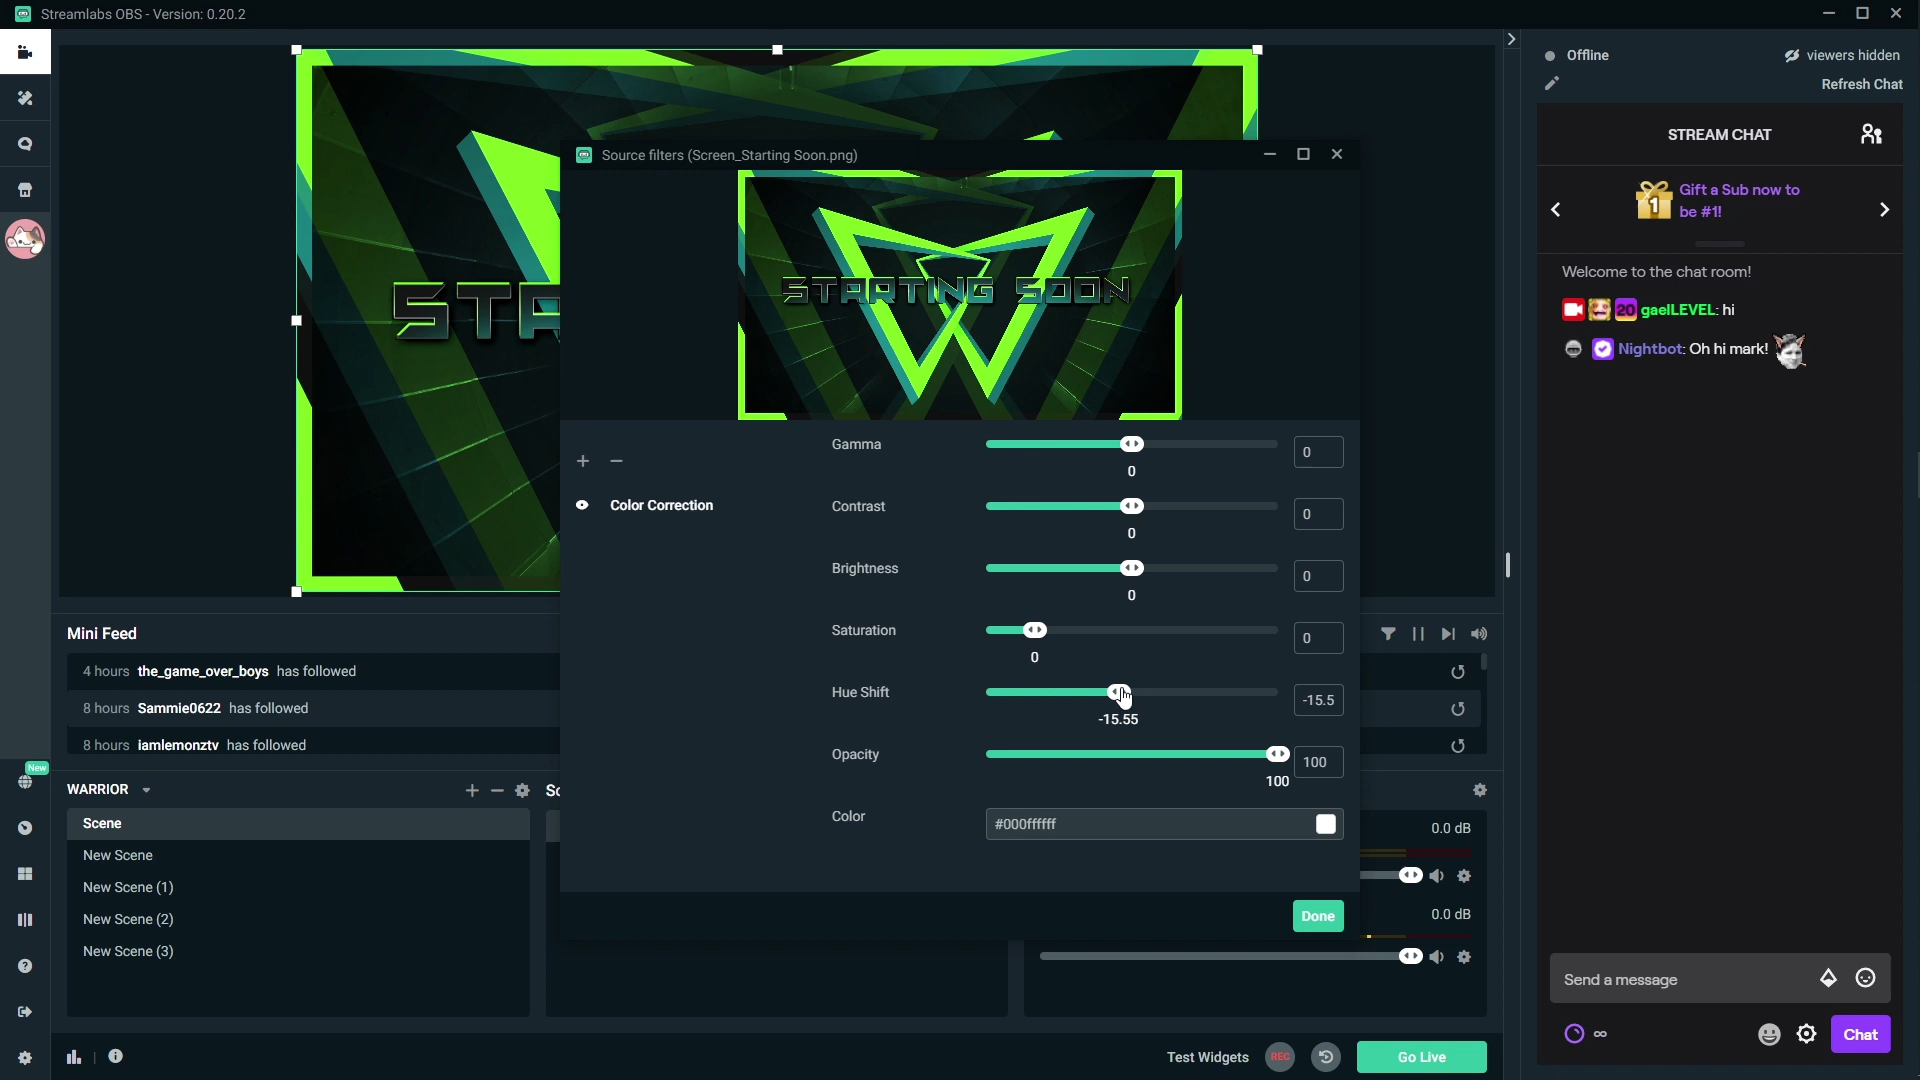 Streamlabs OBS - Version: 0.20.2
Offline
viewers hidden
Refresh Chat
STREAM CHAT
Gift a Sub now to
be #1!
1
Welcome to the chat room!
20 gaelLEVEL: hi
Nightbot: Oh hi mark!
STA
Source filters (Screen_Starting Soon.png)
STARTING SOON
Color Correction
Gamma
0
0
Contrast
0
0
Brightness
0
0
Saturation
0
0
Hue Shift
-15.5
-15.55
Opacity
100
100
Color
#000ffffff
Done
Mini Feed
4 hours the_game_over_boys has followed
8 hours Sammie0622 has followed
8 hours iamlemonztv has followed
New
WARRIOR
So
Scene
New Scene
New Scene (1)
New Scene (2)
New Scene (3)
0.0 dB
0.0 dB
Test Widgets
REC
Go Live
Send a message
∞
Chat